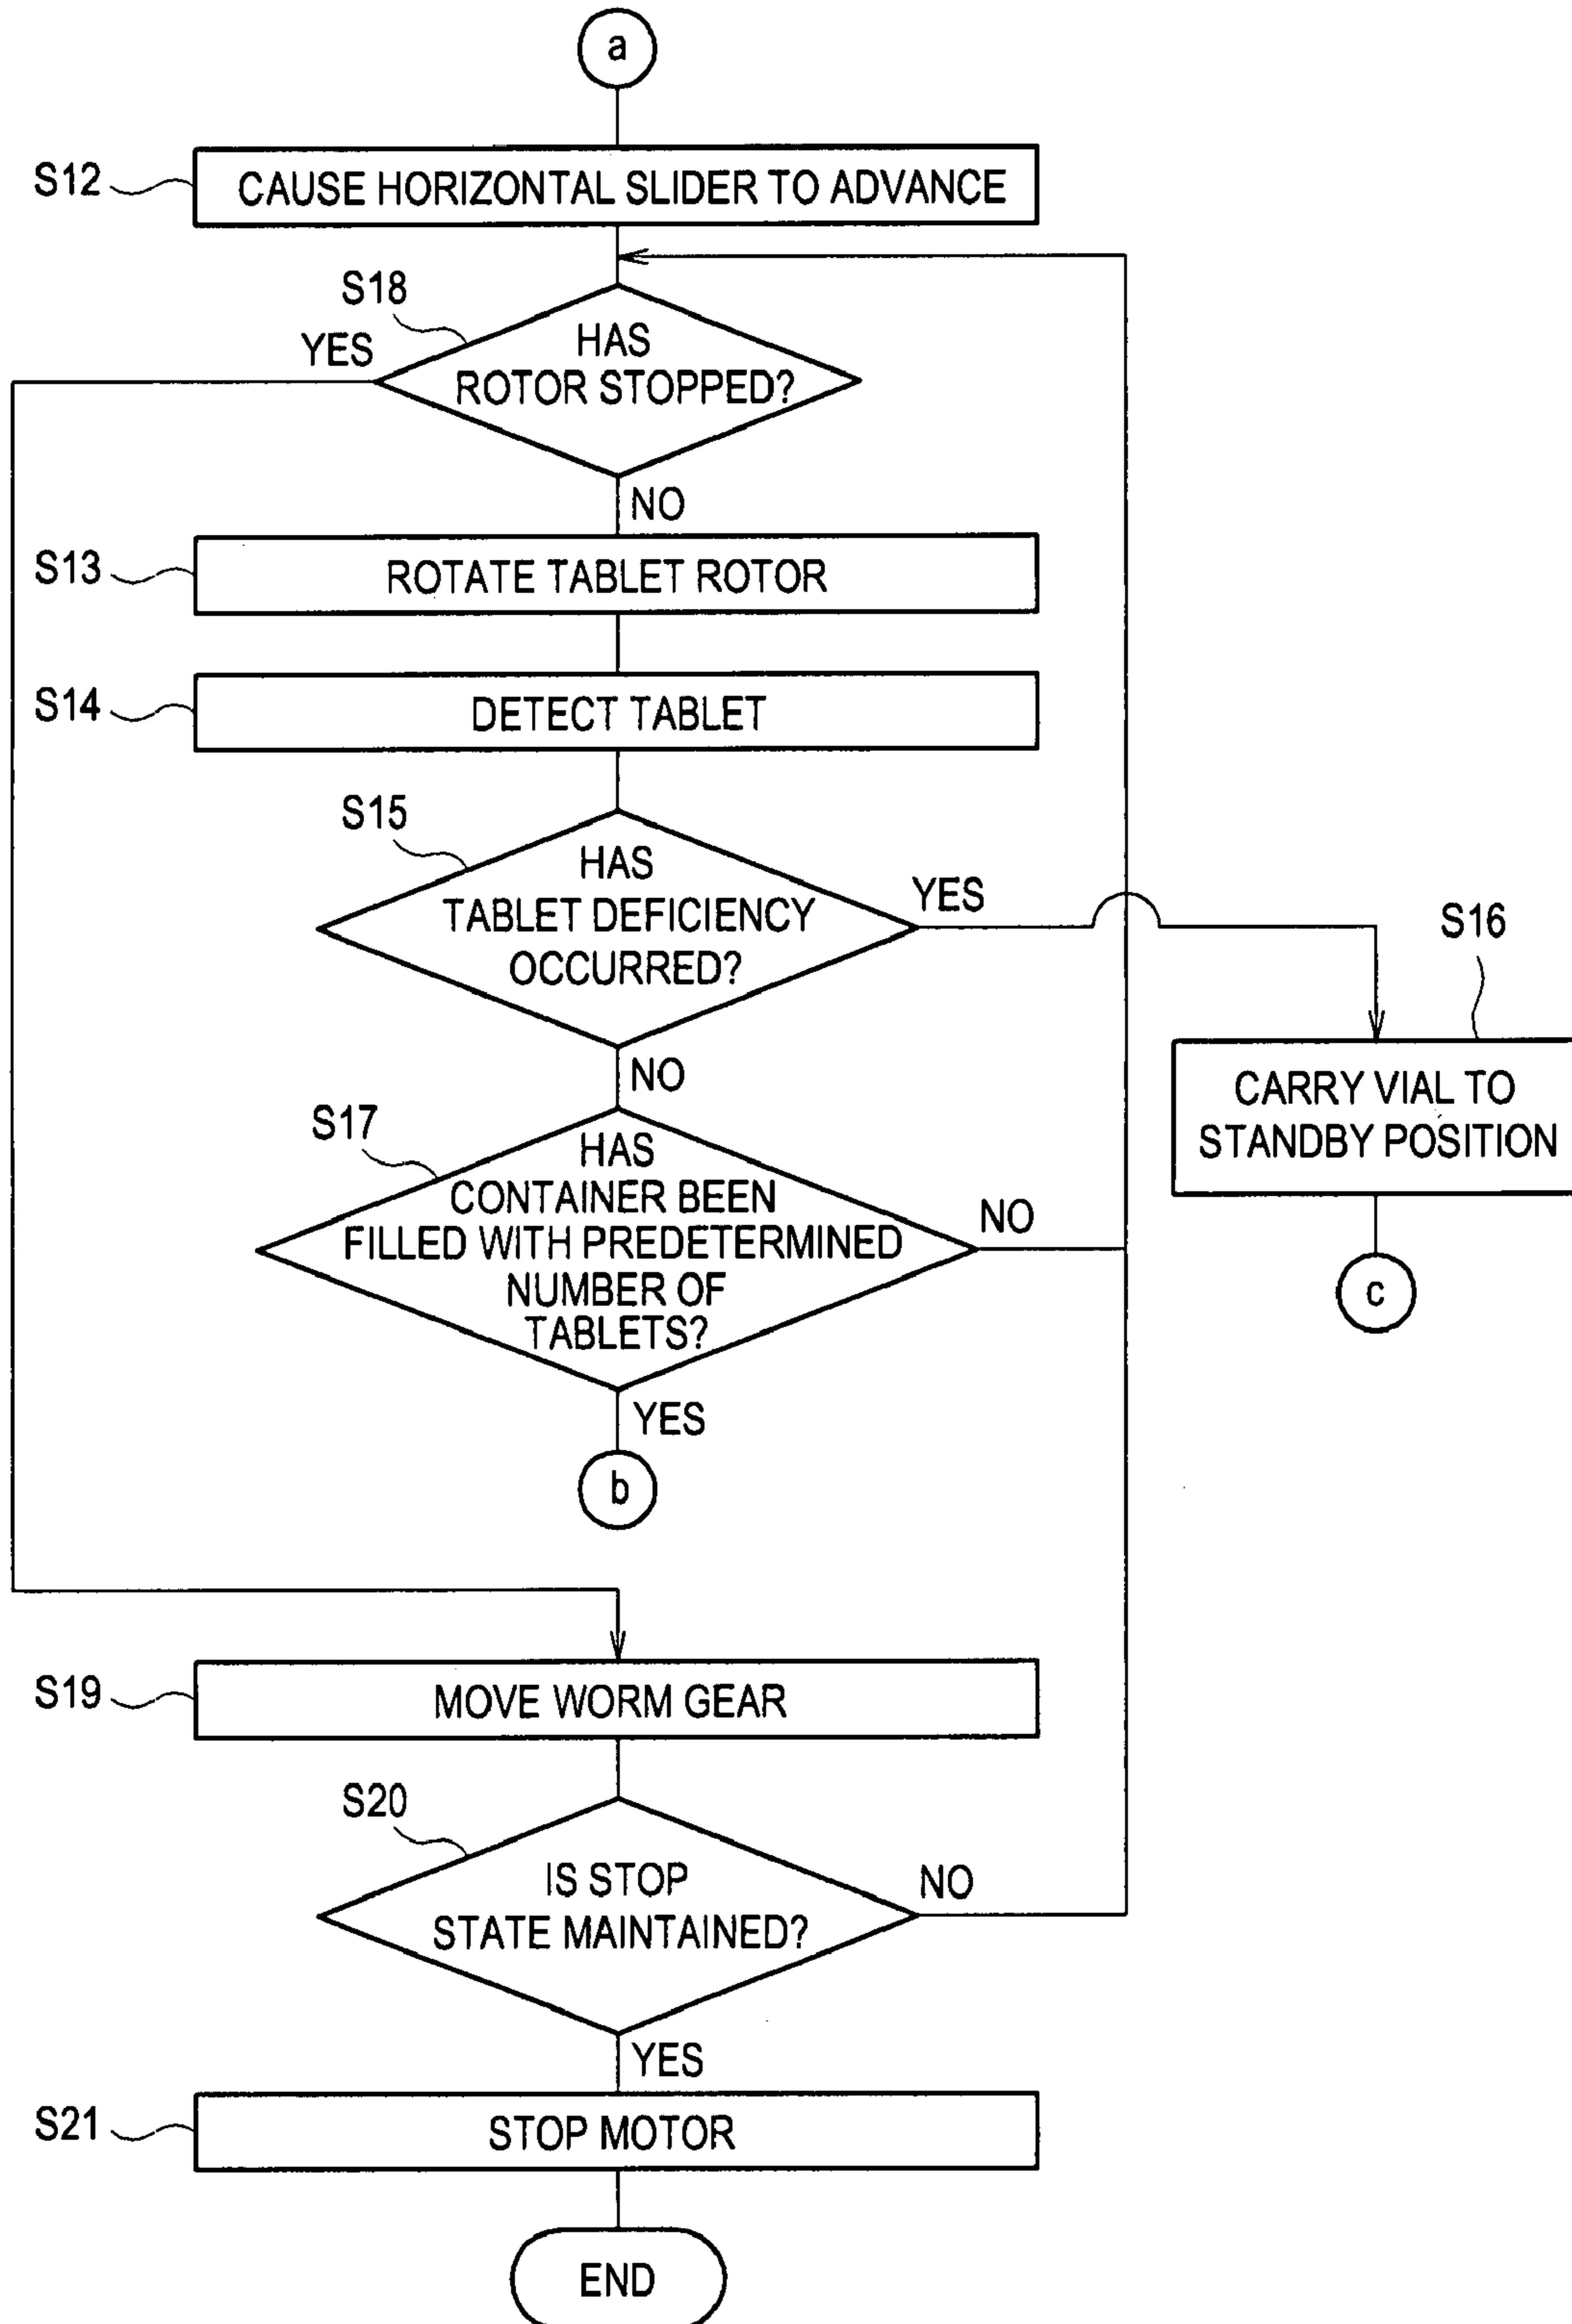 a
S12
CAUSE HORIZONTAL SLIDER TO ADVANCE
S18
YES
HAS
ROTOR STOPPED?
NO
S13
ROTATE TABLET ROTOR
S14
DETECT TABLET
S15
HAS
TABLET DEFICIENCY
OCCURRED?
YES
S16
CARRY VIAL TO
STANDBY POSITION
c
NO
S17
HAS
CONTAINER BEEN
FILLED WITH PREDETERMINED
NUMBER OF
TABLETS?
NO
YES
b
S19
MOVE WORM GEAR
S20
IS STOP
STATE MAINTAINED?
NO
YES
S21
STOP MOTOR
END